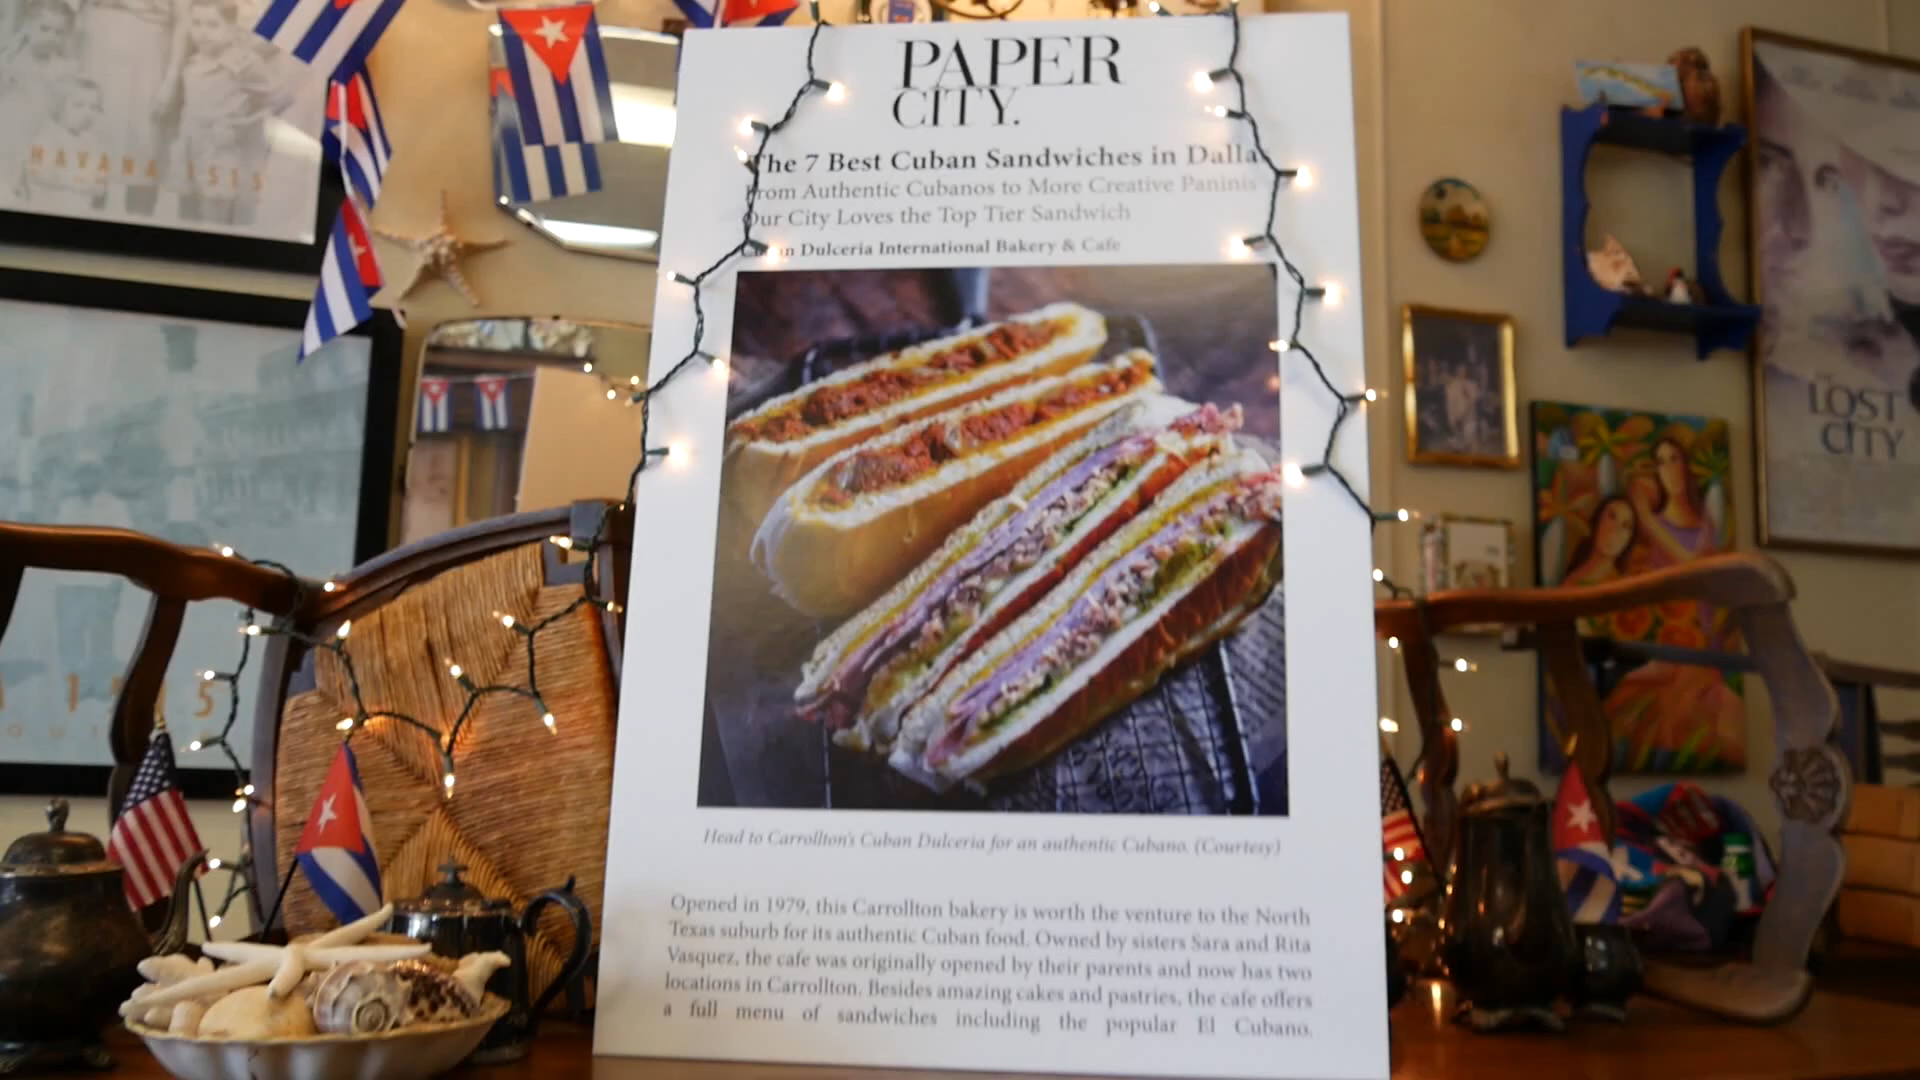 HAVANA 1515
PAPER
CITY.
The 7 Best Cuban Sandwiches in Dalla
From Authentic Cubanos to More Creative Paninis
Our City Loves the Top Tier Sandwich
Dulceria International Bakery & Cafe
LOST
CITY
Head to Carrollton's Cuban Dulceria for an authentic Cubano. (Courtesy)
Opened in 1979, this Carrollton bakery is worth the venture to the North
Texas suburb for its authentic Cuban food. Owned by sisters Sara and Rita
Vasquez, the cafe was originally opened by their parents and now has two
locations in Carrollton. Besides amazing cakes and pastries, the cafe offers
a full menu of sandwiches including the popular El Cubano.